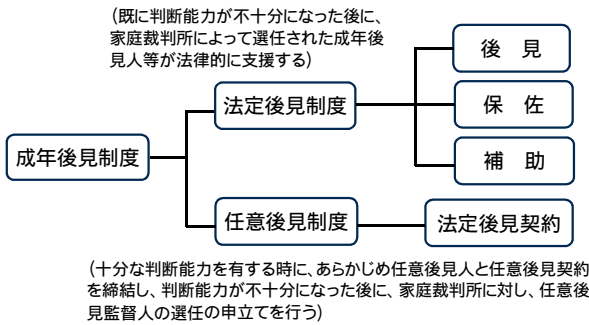 (既に判断能力が不十分になった後に、
家庭裁判所によって選任された成年後
見人等が法律的に支援する)
後 見
法定後見制度
保 佐
補 助
成年後見制度
任意後見制度
法定後見契約
(十分な判断能力を有する時に、あらかじめ任意後見人と任意後見契約
を締結し、判断能力が不十分になった後に、家庭裁判所に対し、任意後
見監督人の選任の申立てを行う)